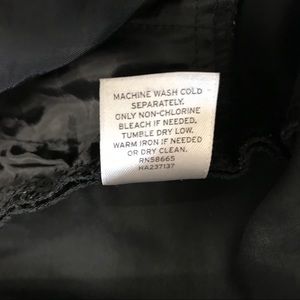 MACHINE WASH COLD
SEPARATELY.
ONLY NON-CHLORINE
BLEACH IF NEEDED.
TUMBLE DRY LOW.
WARM IRON IF NEEDED
OR DRY CLEAN.
RN58665
HA237137